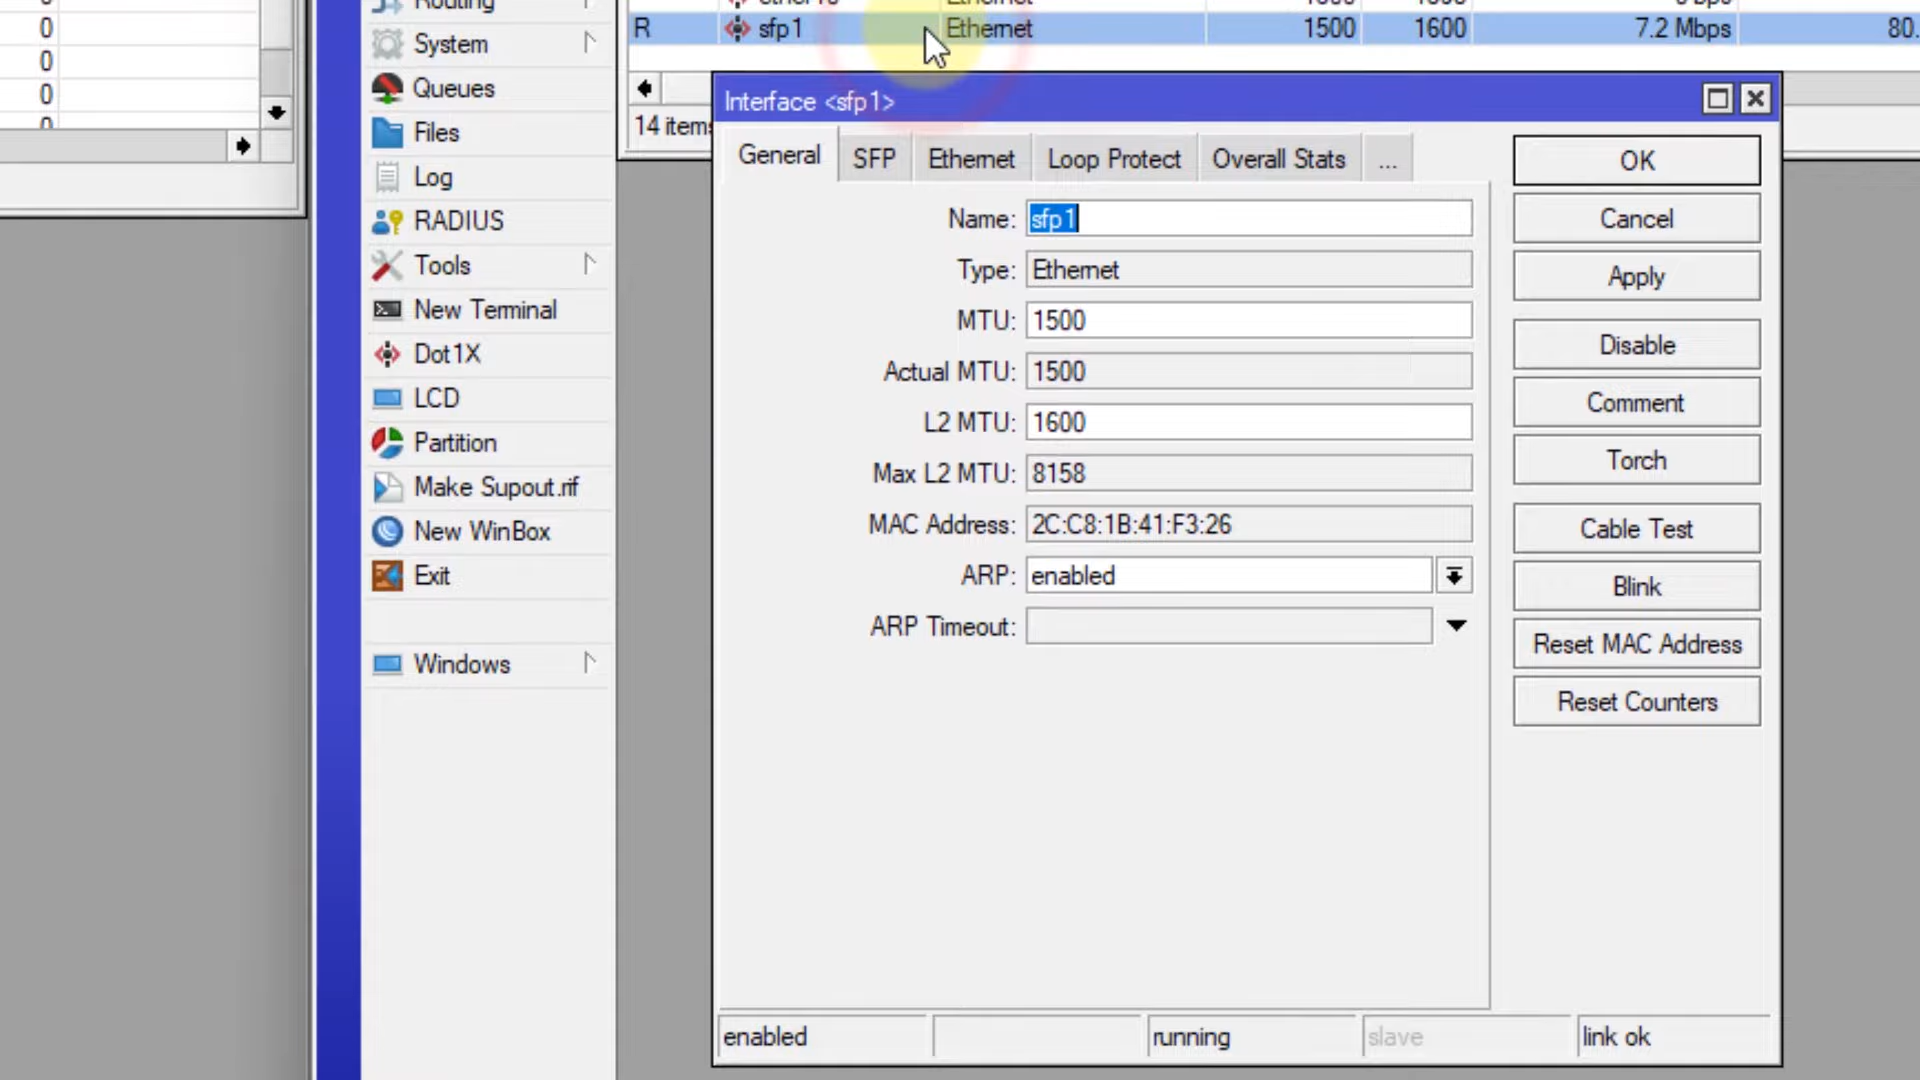 Routing
System
Queues
Files
Log
RADIUS
Tools
New Terminal
Dot1X
LCD
Partition
Make Supout.rif
New WinBox
Exit
Windows
0
0
0
R sfp1 Ethernet 1500 1600 7.2 Mbps 80.
14 items
Interface <sfp1>
General SFP Ethernet Loop Protect Overall Stats ...
Name: sfp1
Type: Ethernet
MTU: 1500
Actual MTU: 1500
L2 MTU: 1600
Max L2 MTU: 8158
MAC Address: 2C:C8:1B:41:F3:26
ARP: enabled
ARP Timeout:
OK
Cancel
Apply
Disable
Comment
Torch
Cable Test
Blink
Reset MAC Address
Reset Counters
enabled running slave link ok